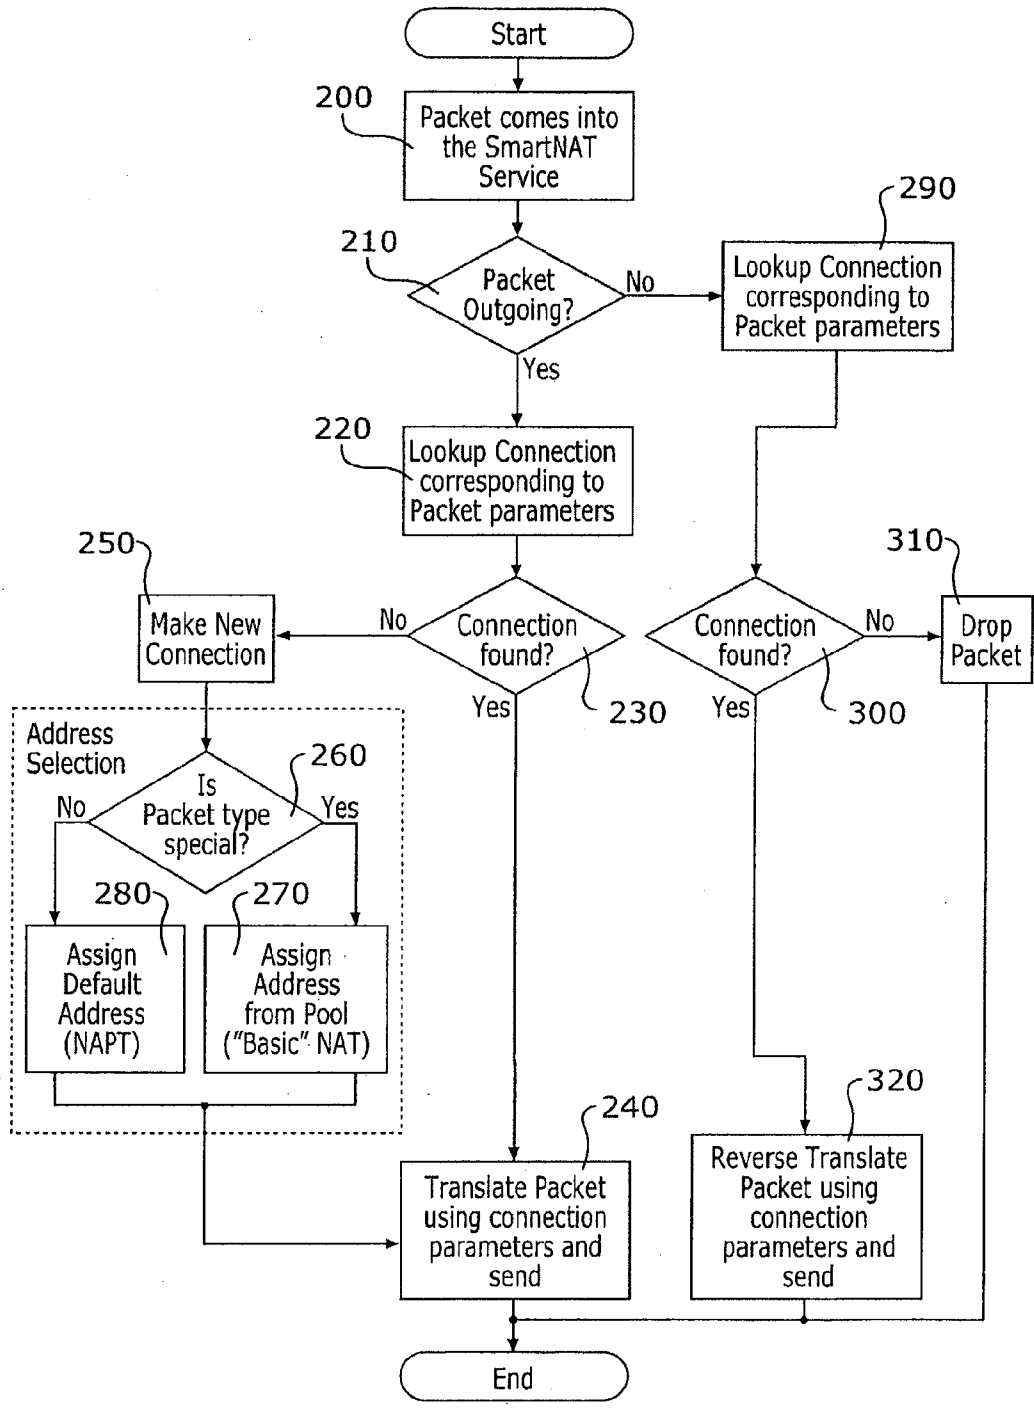 Start
200
Packet comes into
the SmartNAT
Service
290
210
Packet
Outgoing?
No
Lookup Connection
corresponding to
Packet parameters
Yes
220
Lookup Connection
corresponding to
Packet parameters
250
310
Make New
Connection
No
Connection
found?
Connection
found?
No
Drop
Packet
Yes
230
Yes
300
Address
Selection
260
Is
Packet type
special?
No
Yes
280
270
Assign
Default
Address
(NAPT)
Assign
Address
from Pool
("Basic" NAT)
240
320
Translate Packet
using connection
parameters and
send
Reverse Translate
Packet using
connection
parameters and
send
End